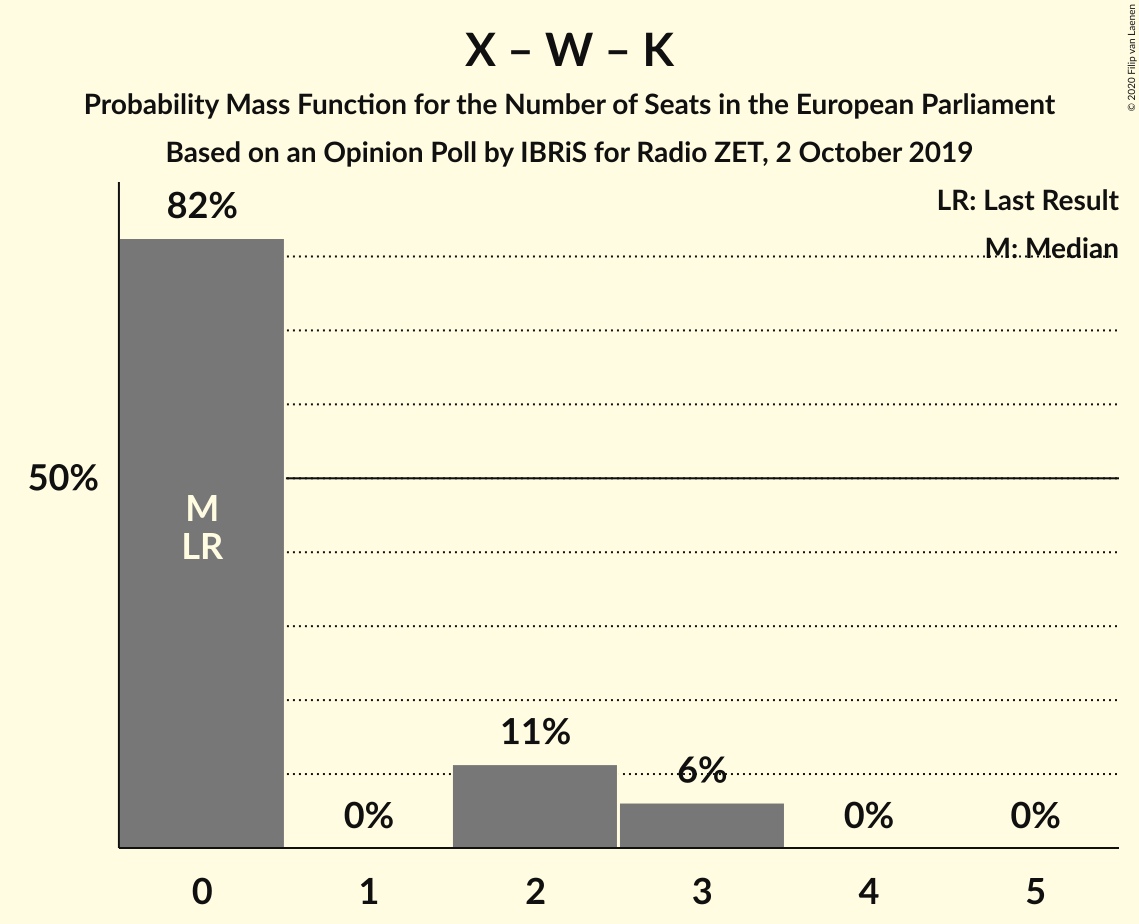 X – W – K
Probability Mass Function for the Number of Seats in the European Parliament
Based on an Opinion Poll by IBRiS for Radio ZET, 2 October 2019
© 2020 Filip van Laenen
LR: Last Result
M: Median
82%
50%
M
LR
11%
6%
0%
0%
0%
0
1
2
3
4
5